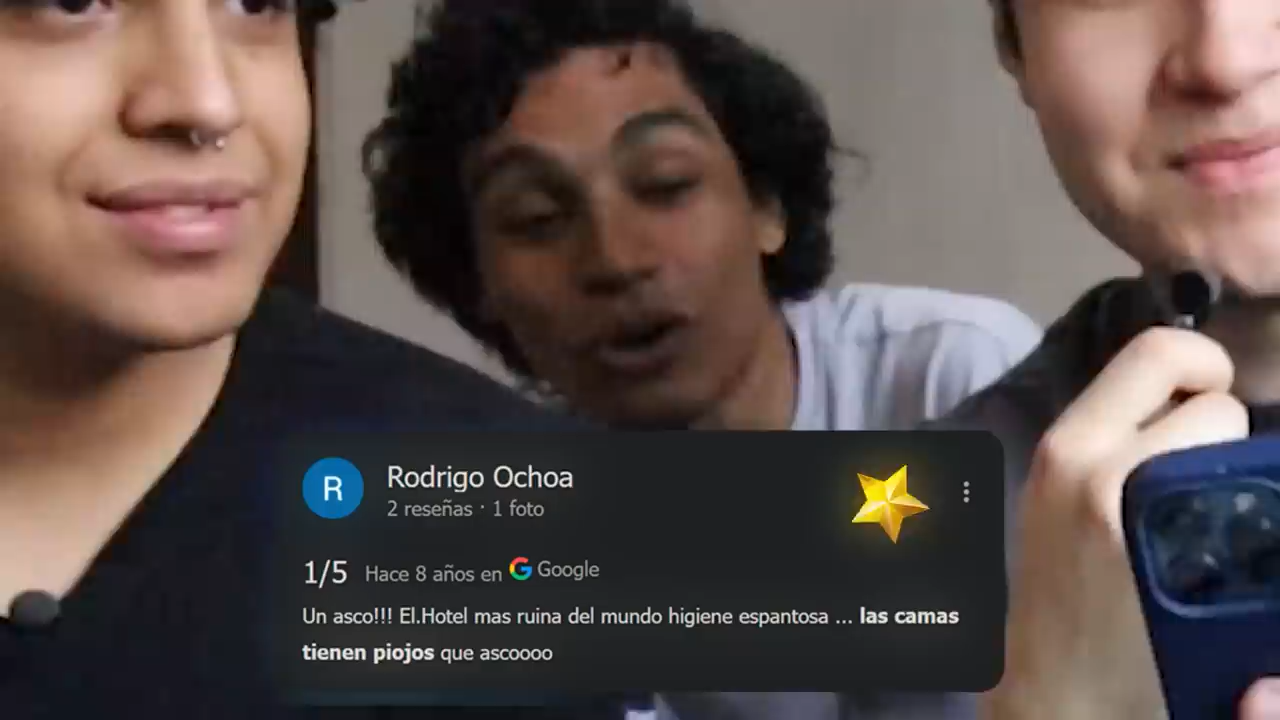 R
Rodrigo Ochoa
2 reseñas · 1 foto
1/5 Hace 8 años en Google
Un asco!!! El.Hotel mas ruina del mundo higiene espantosa ... las camas
tienen piojos que ascoooo